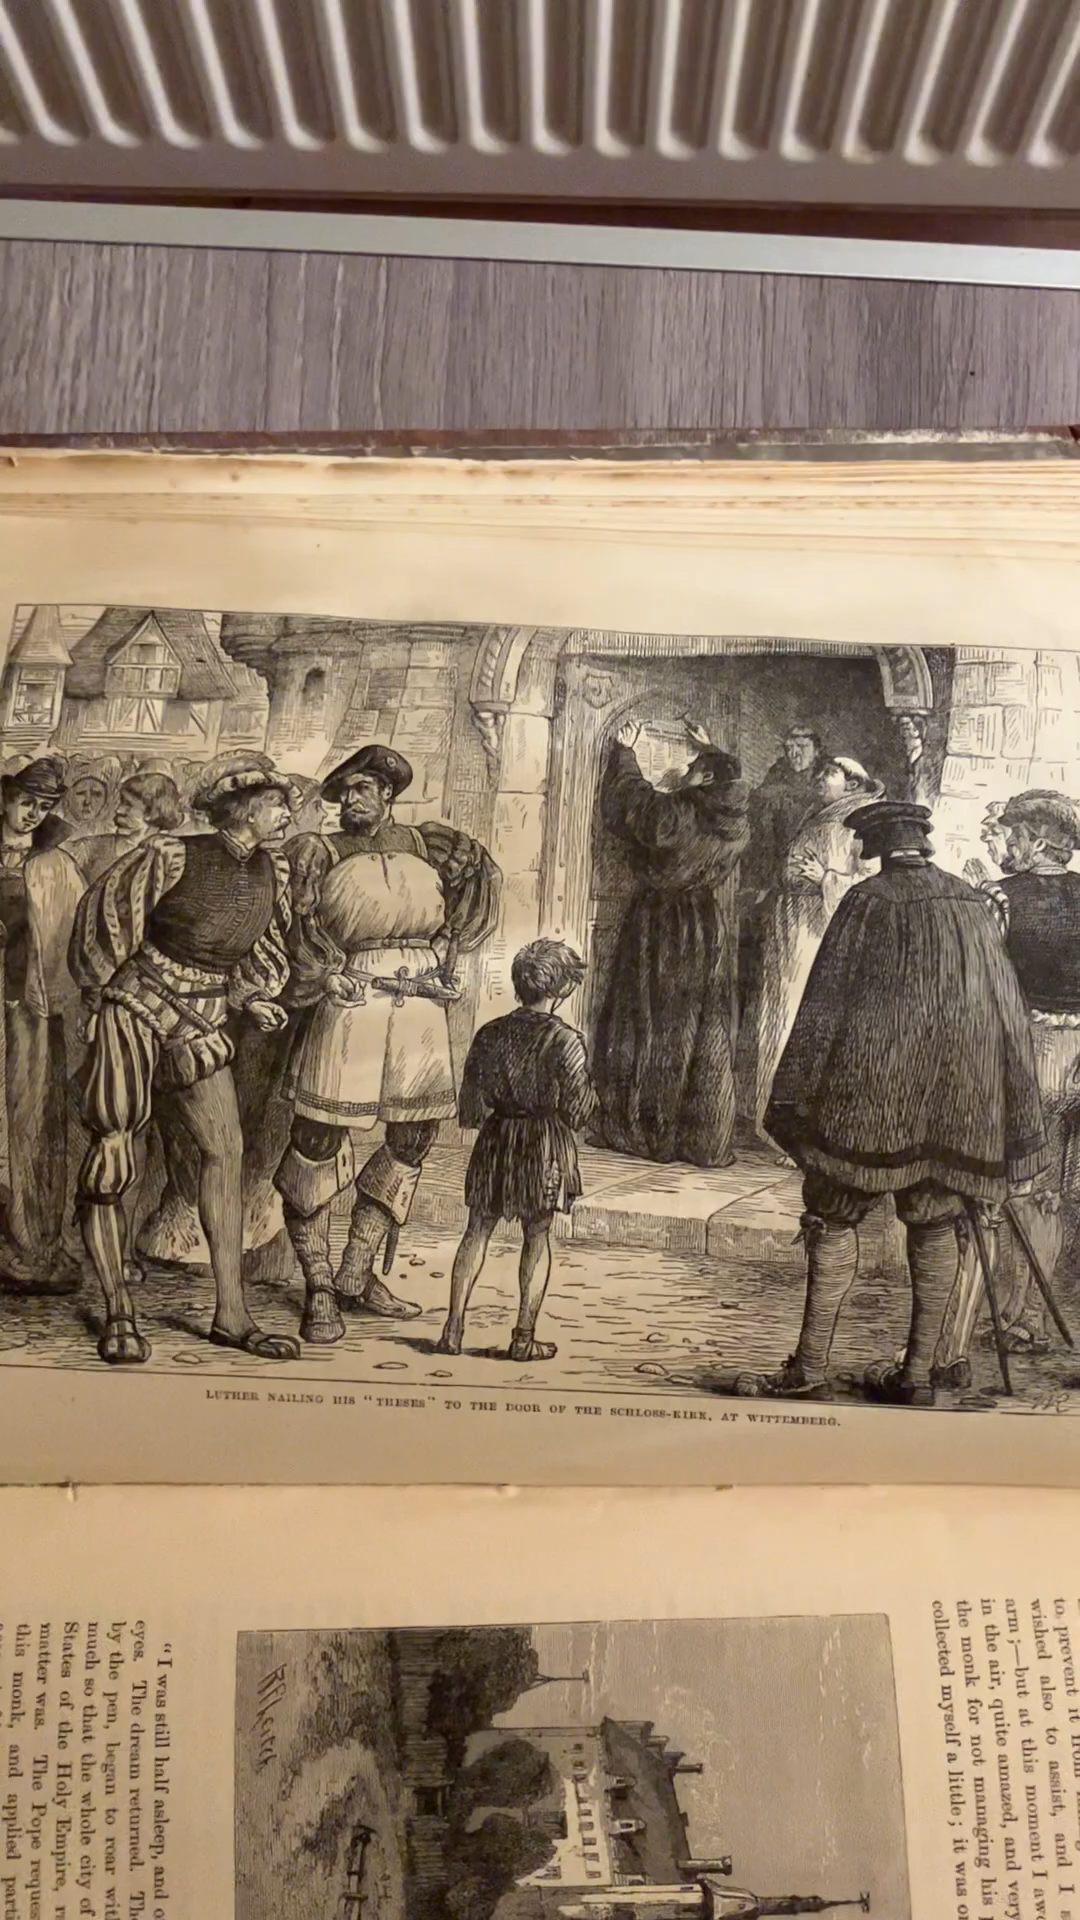 LUTHER NAILING HIS "THESES" TO THE DOOR OF THE SCHLOSS-KIRK, AT WITTEMBERG.
"I was still half asleep, and
eyes. The dream returned.
by the pen, began to roar
much so that the whole city of
States of the Holy Empire,
matter was. The Pope
this monk, and applied
to prevent it from
wished also to assist, and I
arm;—but at this moment I
in the air, quite amazed, and very
the monk for not managing his
collected myself a little; it was